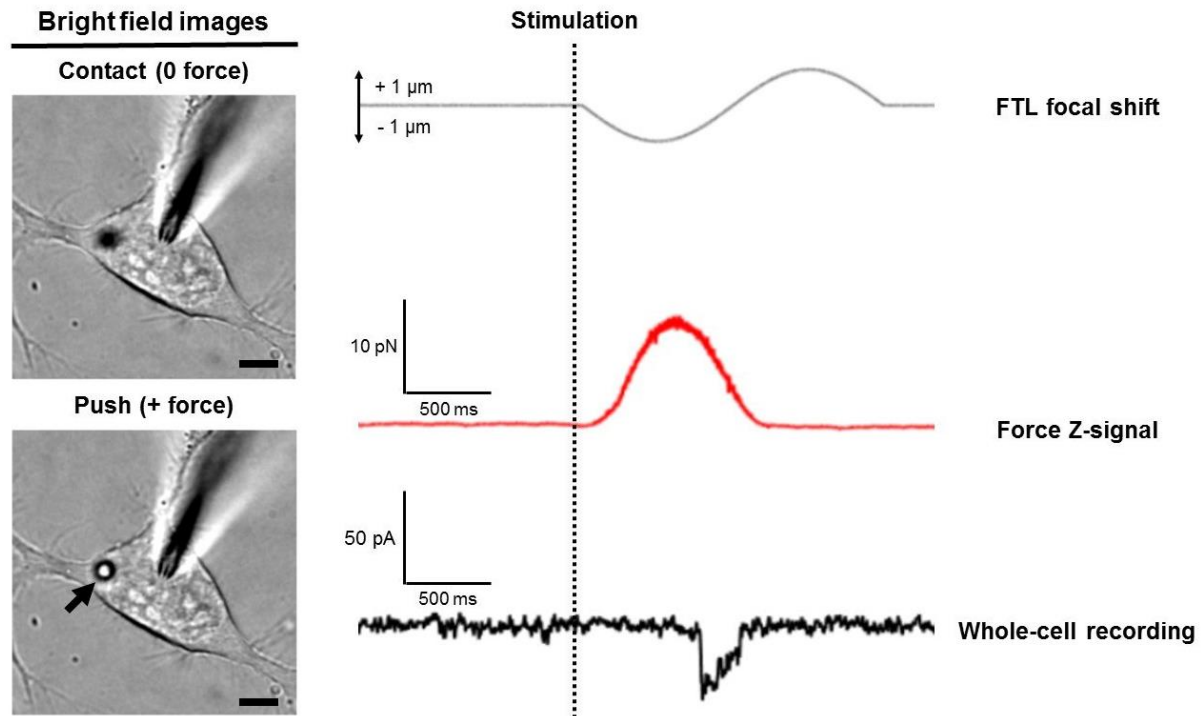 Bright field images
Contact (0 force)
Push (+ force)
Stimulation
+ 1 µm
- 1 µm
FTL focal shift
10 pN
500 ms
Force Z-signal
50 pA
500 ms
Whole-cell recording